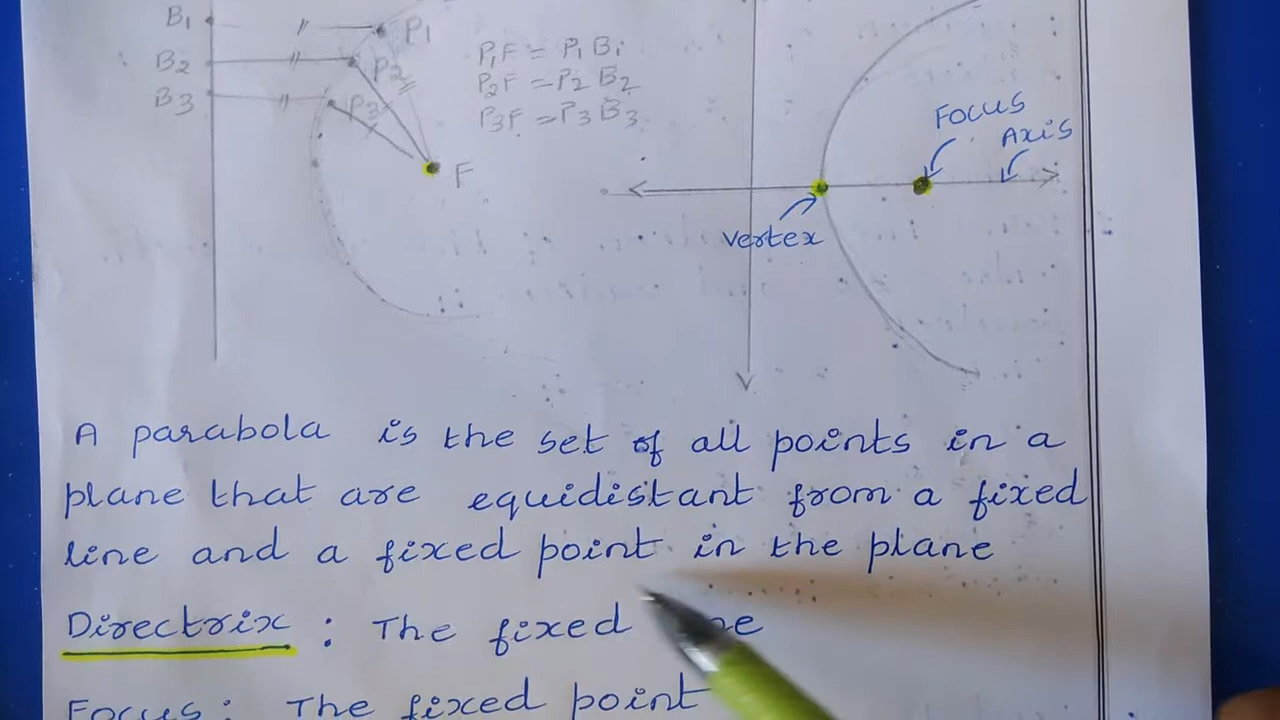 B1
P1
B2
P2
B3
P3
F
P1F = P1B1
P2F = P2B2
P3F = P3B3
Focus
Axis
Vertex
A parabola is the set of all points in a
plane that are equidistant from a fixed
line and a fixed point in the plane
Directrix : The fixed
Focus : The fixed point